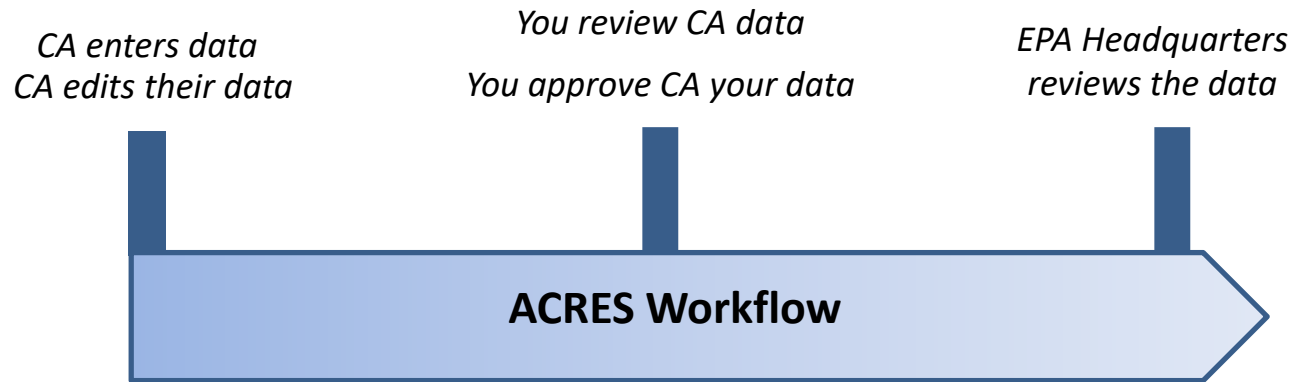 CA enters data
CA edits their data
You review CA data
You approve CA your data
EPA Headquarters
reviews the data
ACRES Workflow